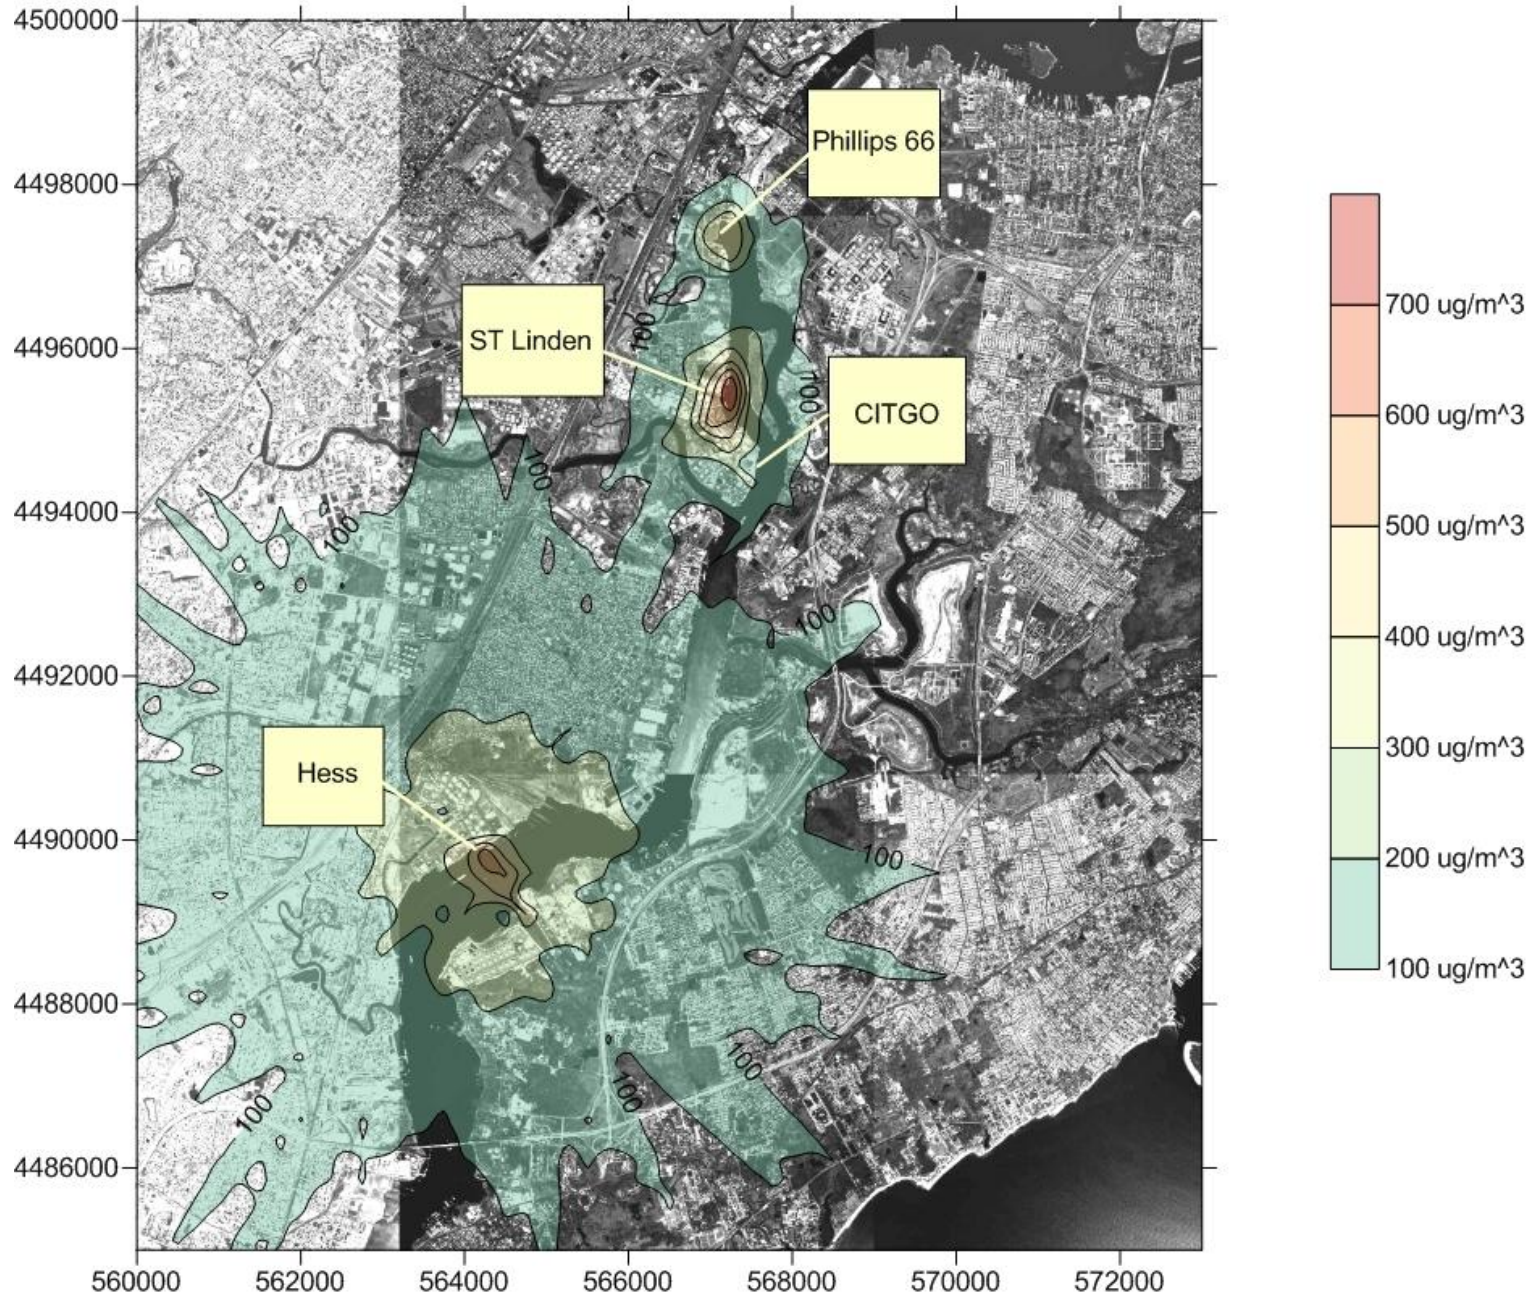 4500000
Phillips 66
4498000
700 ug/m^3
ST Linden
100
4496000
100
600 ug/m^3
CITGO
100
500 ug/m^3
4494000
100
400 ug/m^3
100
4492000
300 ug/m^3
Hess
4490000
100
200 ug/m^3
100 ug/m^3
4488000
100
100
100
4486000
560000 562000 564000 566000 568000 570000 572000